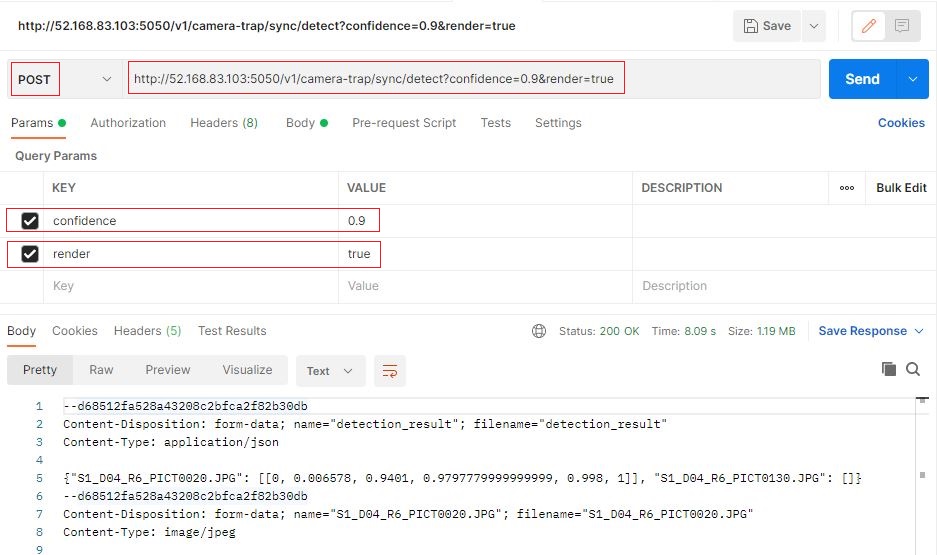 http://52.168.83.103:5050/v1/camera-trap/sync/detect?confidence=0.9&render=true
Save
POST
http://52.168.83.103:5050/v1/camera-trap/sync/detect?confidence=0.9&render=true
Send
Params Authorization Headers (8) Body Pre-request Script Tests Settings Cookies
Query Params
KEY VALUE DESCRIPTION ooo Bulk Edit
confidence 0.9
render true
Key Value Description
Body Cookies Headers (5) Test Results Status: 200 OK Time: 8.09 s Size: 1.19 MB Save Response
Pretty Raw Preview Visualize Text
1 --d68512fa528a43208c2bfca2f82b30db
2 Content-Disposition: form-data; name="detection_result"; filename="detection_result"
3 Content-Type: application/json
4
5 {"S1_D04_R6_PICT0020.JPG": [[0, 0.006578, 0.9401, 0.9797779999999999, 0.998, 1]], "S1_D04_R6_PICT0130.JPG": []}
6 --d68512fa528a43208c2bfca2f82b30db
7 Content-Disposition: form-data; name="S1_D04_R6_PICT0020.JPG"; filename="S1_D04_R6_PICT0020.JPG"
8 Content-Type: image/jpeg
9